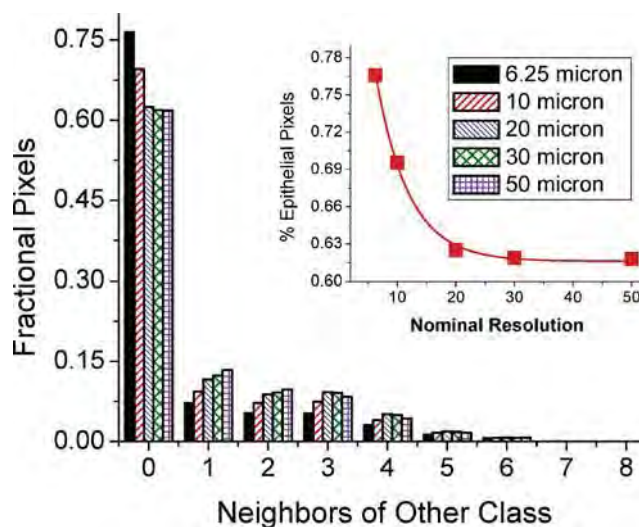 0.75
0.60
0.45
0.30
0.15
0.00
Fractional Pixels
0 1 2 3 4 5 6 7 8
Neighbors of Other Class
0.78
0.75
0.72
0.69
0.66
0.63
0.60
% Epithelial Pixels
10 20 30 40 50
Nominal Resolution
6.25 micron
10 micron
20 micron
30 micron
50 micron